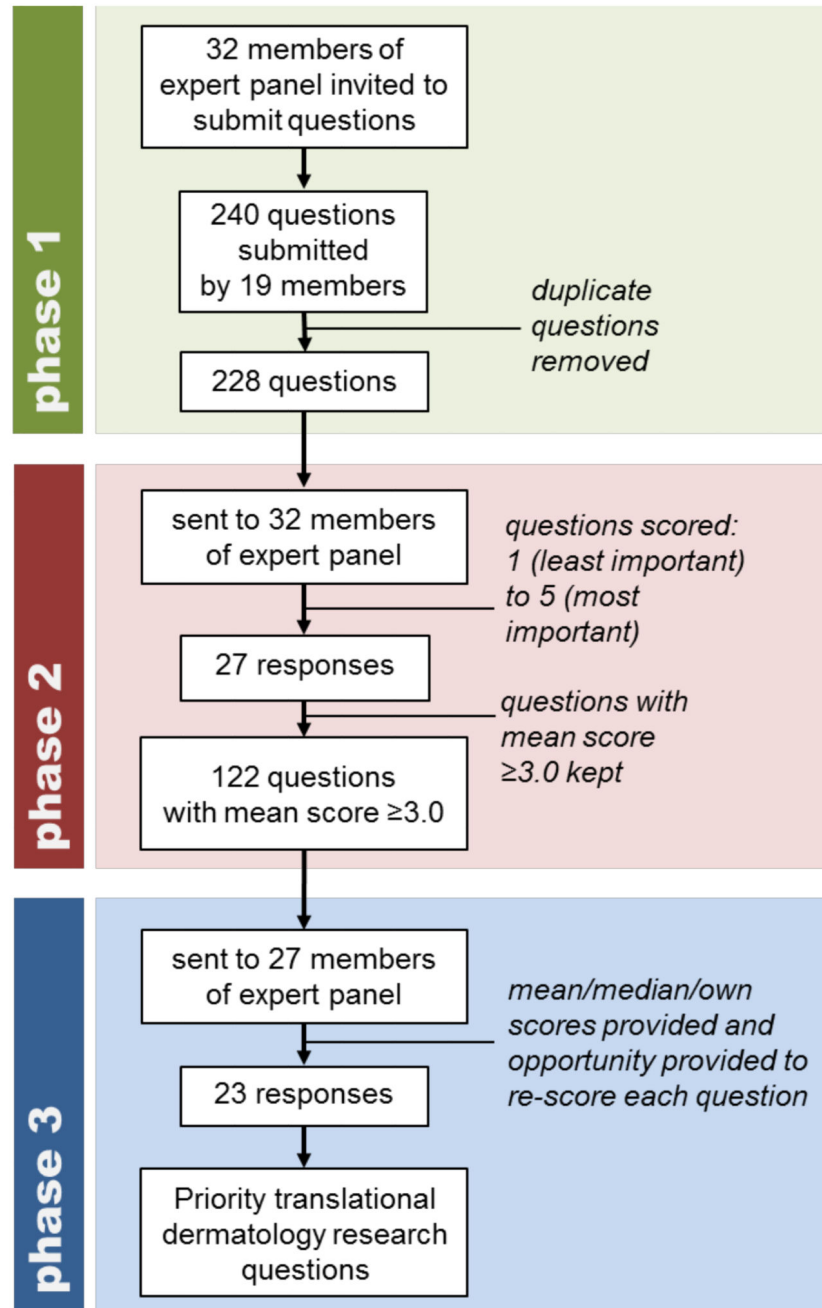 phase 1
32 members of
expert panel invited to
submit questions
240 questions
submitted
by 19 members
duplicate
questions
removed
228 questions
phase 2
sent to 32 members
of expert panel
questions scored:
1 (least important)
to 5 (most
important)
27 responses
questions with
mean score
≥3.0 kept
122 questions
with mean score ≥3.0
phase 3
sent to 27 members
of expert panel
mean/median/own
scores provided and
opportunity provided to
re-score each question
23 responses
Priority translational
dermatology research
questions